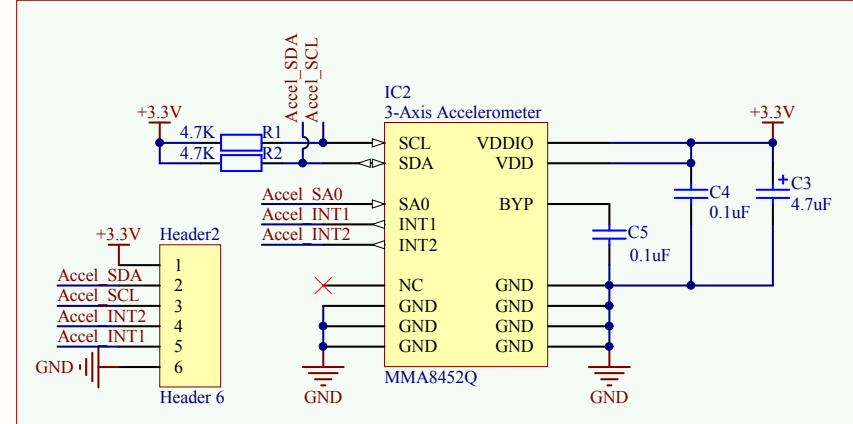 Accel_SDA
Accel_SCL
+3.3V
4.7K R1
4.7K R2
IC2
3-Axis Accelerometer
SCL VDDIO
SDA VDD
SA0 BYP
INT1
INT2
NC GND
GND GND
GND GND
GND GND
MMA8452Q
Accel_SA0
Accel_INT1
Accel_INT2
+3.3V
C4
0.1uF
C3
4.7uF
+
C5
0.1uF
GND
GND
+3.3V
Header2
Accel_SDA
Accel_SCL
Accel_INT2
Accel_INT1
GND
1
2
3
4
5
6
Header 6